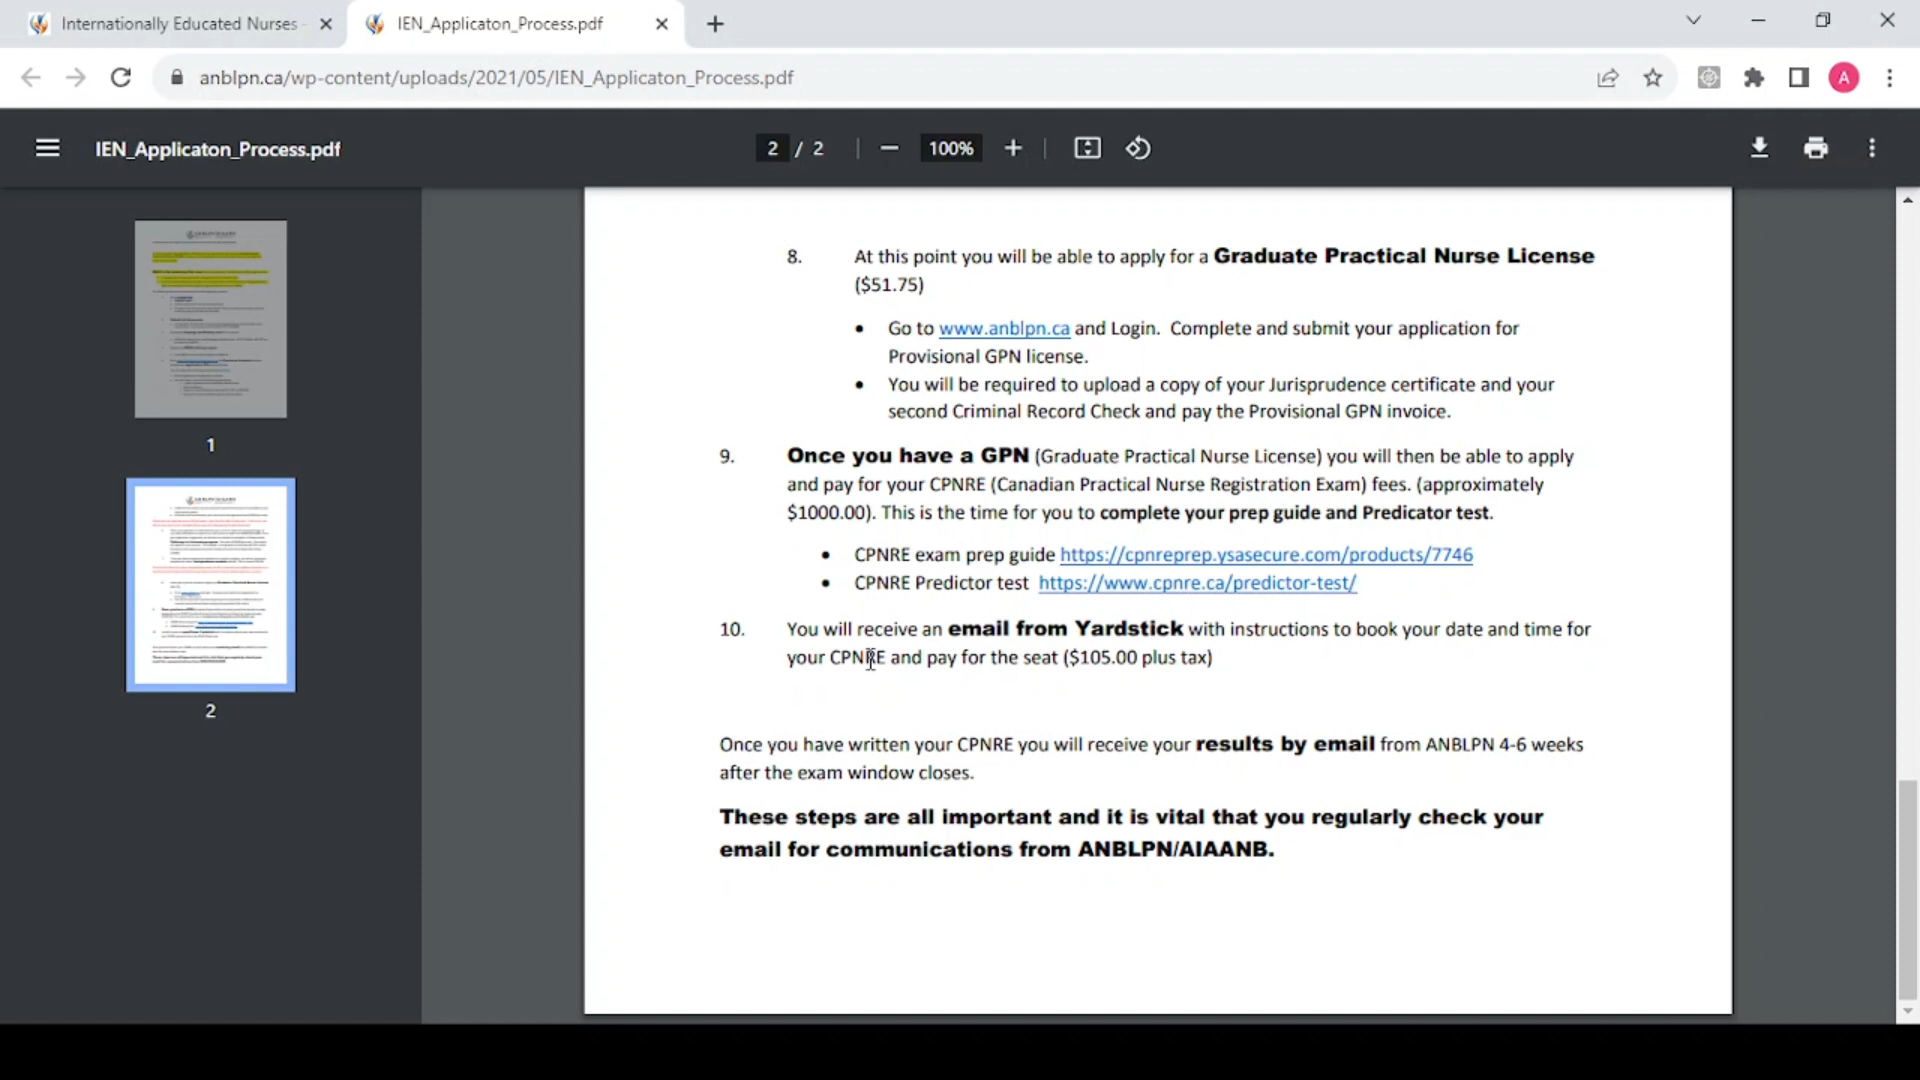 Internationally Educated Nurses
IEN_Applicaton_Process.pdf
anblpn.ca/wp-content/uploads/2021/05/IEN_Applicaton_Process.pdf
A
IEN_Applicaton_Process.pdf
2 / 2
100%
1
2
8. At this point you will be able to apply for a Graduate Practical Nurse License
($51.75)
• Go to www.anblpn.ca and Login. Complete and submit your application for
Provisional GPN license.
• You will be required to upload a copy of your Jurisprudence certificate and your
second Criminal Record Check and pay the Provisional GPN invoice.
9. Once you have a GPN (Graduate Practical Nurse License) you will then be able to apply
and pay for your CPNRE (Canadian Practical Nurse Registration Exam) fees. (approximately
$1000.00). This is the time for you to complete your prep guide and Predicator test.
• CPNRE exam prep guide https://cpnreprep.ysasecure.com/products/7746
• CPNRE Predictor test https://www.cpnre.ca/predictor-test/
10. You will receive an email from Yardstick with instructions to book your date and time for
your CPNRE and pay for the seat ($105.00 plus tax)
Once you have written your CPNRE you will receive your results by email from ANBLPN 4-6 weeks
after the exam window closes.
These steps are all important and it is vital that you regularly check your
email for communications from ANBLPN/AIAANB.